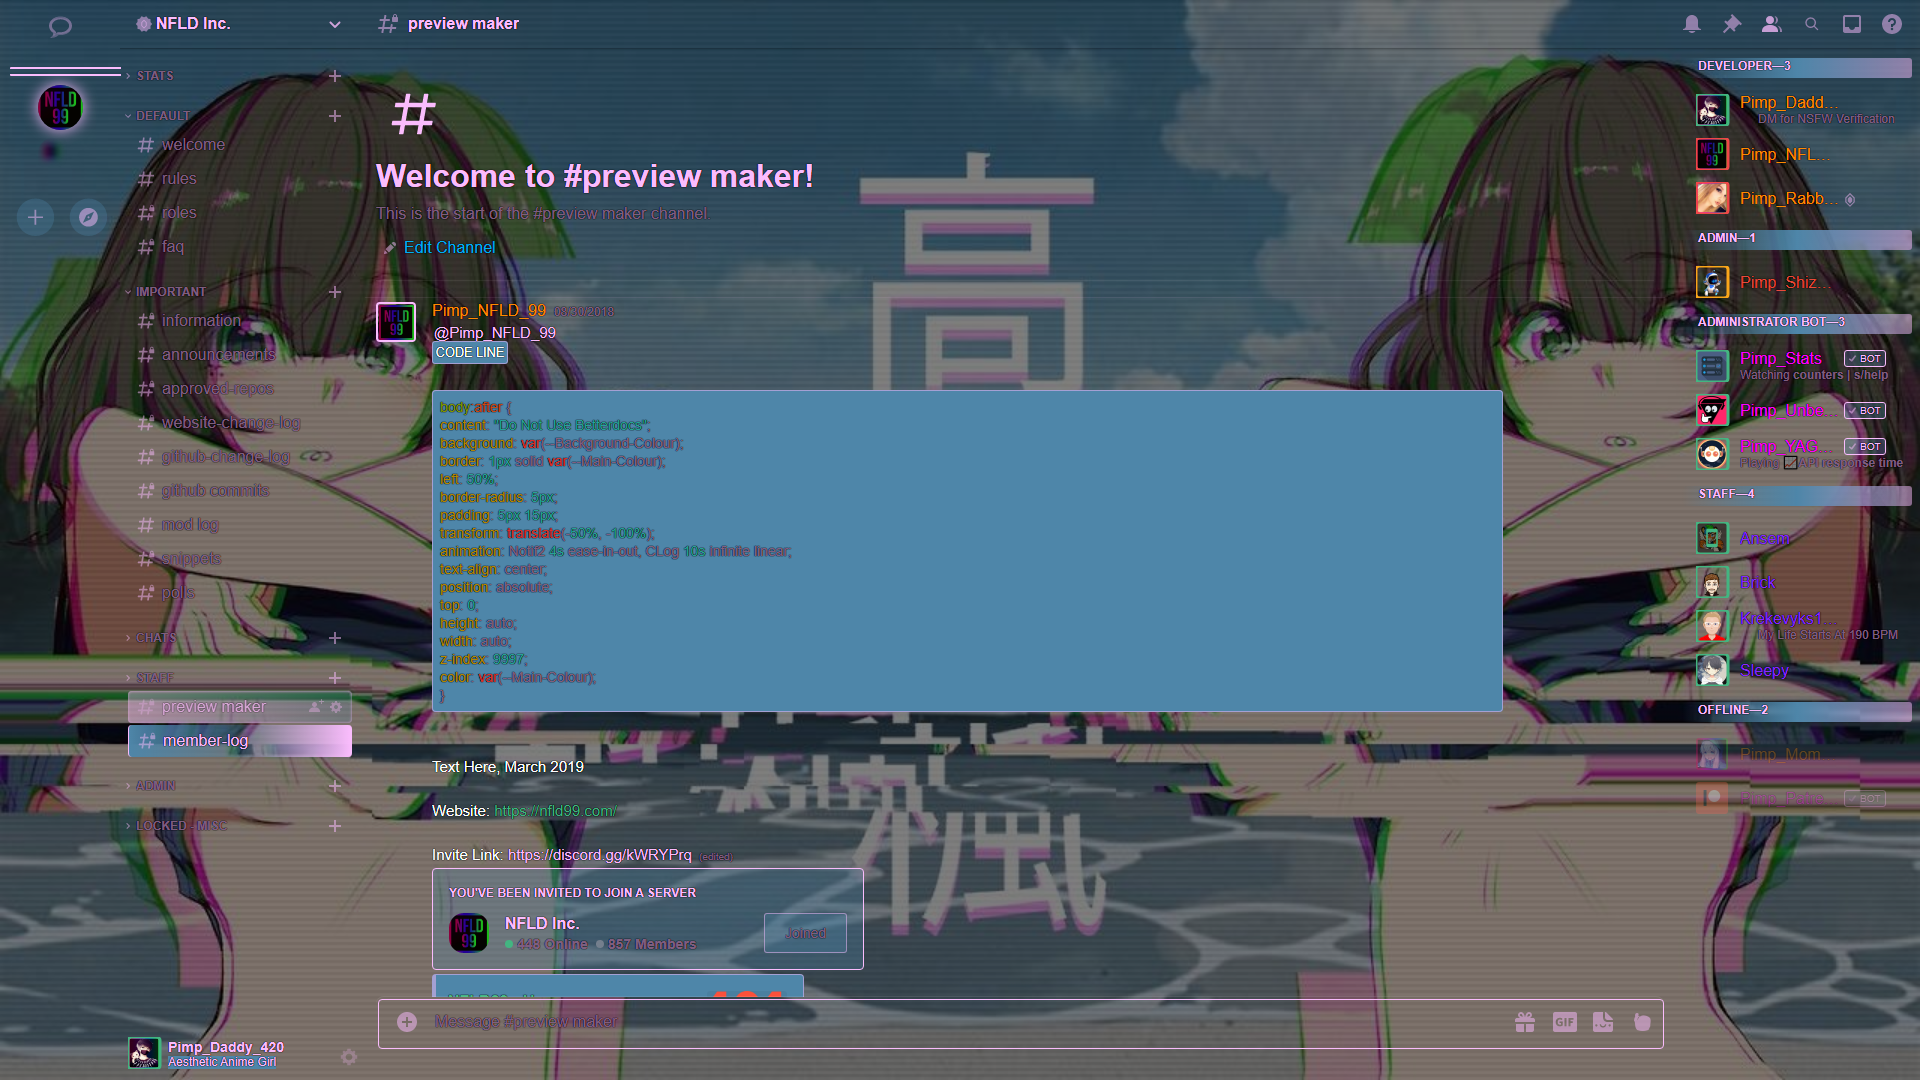 NFLD Inc.
preview maker
STATS
DEFAULT
welcome
rules
roles
faq
IMPORTANT
information
announcements
approved-repos
website-change-log
github-change-log
github commits
mod log
snippets
polls
CHATS
STAFF
preview maker
member-log
ADMIN
LOCKED - MISC
Pimp_Daddy_420
Aesthetic Anime Girl
NFLD
99
Welcome to #preview maker!
This is the start of the #preview maker channel.
Edit Channel
Pimp_NFLD_99 08/30/2018
@Pimp_NFLD_99
CODE LINE
body:after {
content: "Do Not Use Betterdocs";
background: var(--Background-Colour);
border: 1px solid var(--Main-Colour);
left: 50%;
border-radius: 5px;
padding: 5px 15px;
transform: translate(-50%, -100%);
animation: Notif2 4s ease-in-out, CLog 10s infinite linear;
text-align: center;
position: absolute;
top: 0;
height: auto;
width: auto;
z-index: 9997;
color: var(--Main-Colour);
}
Text Here, March 2019
Website: https://nfld99.com/
Invite Link: https://discord.gg/kWRYPrq (edited)
YOU'VE BEEN INVITED TO JOIN A SERVER
NFLD
99
NFLD Inc.
448 Online 857 Members
Joined
Message #preview maker
GIF
高
DEVELOPER—3
Pimp_Dadd...
DM for NSFW Verification
Pimp_NFL...
Pimp_Rabb...
ADMIN—1
Pimp_Shiz...
ADMINISTRATOR BOT—3
Pimp_Stats BOT
Watching counters | s/help
Pimp_Unbe... BOT
Pimp_YAG... BOT
Playing API response time
STAFF—4
Ansem
Brick
Krekevyks1...
My Life Starts At 190 BPM
Sleepy
OFFLINE—2
Pimp_Mom
BOT